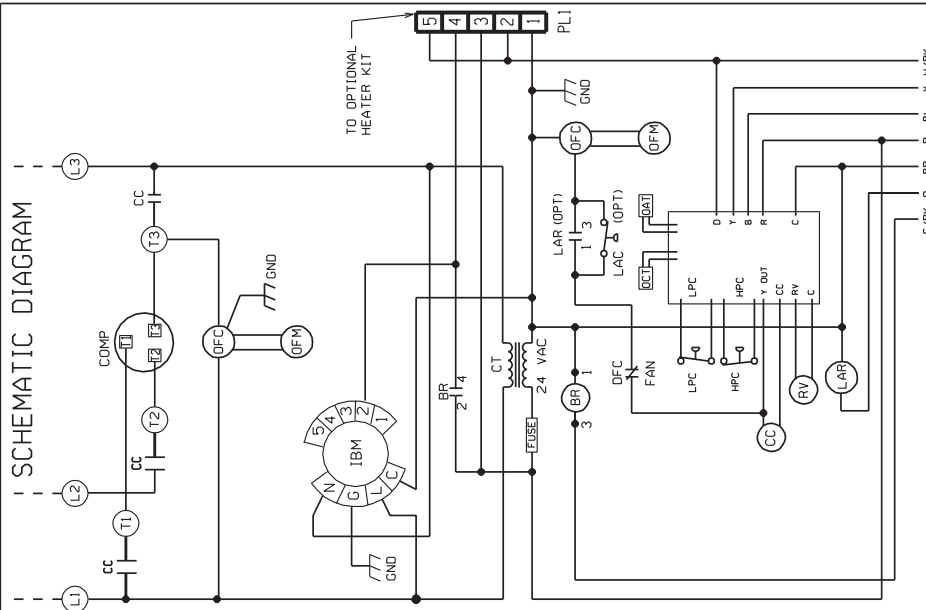 SCHEMATIC DIAGRAM
TO OPTIONAL
HEATER KIT
5 4 3 2 1
PL1
GND
OFC
OFM
L3
CC
T3
GND
COMP
T1
T3
T2
OFC
OFM
LAR (OPT)
3
1
LAC (OPT)
OAT
OCT
D
Y
B
R
C
LPC
HPC
Y OUT
CC
RV
C
T2
CC
L2
T1
CC
L1
5
4
3
2
1
IBM
N
G
L
C
GND
BR
4
2
CT
24 VAC
FUSE
BR
1
3
DFC
FAN
LPC
HPC
CC
RV
LAR